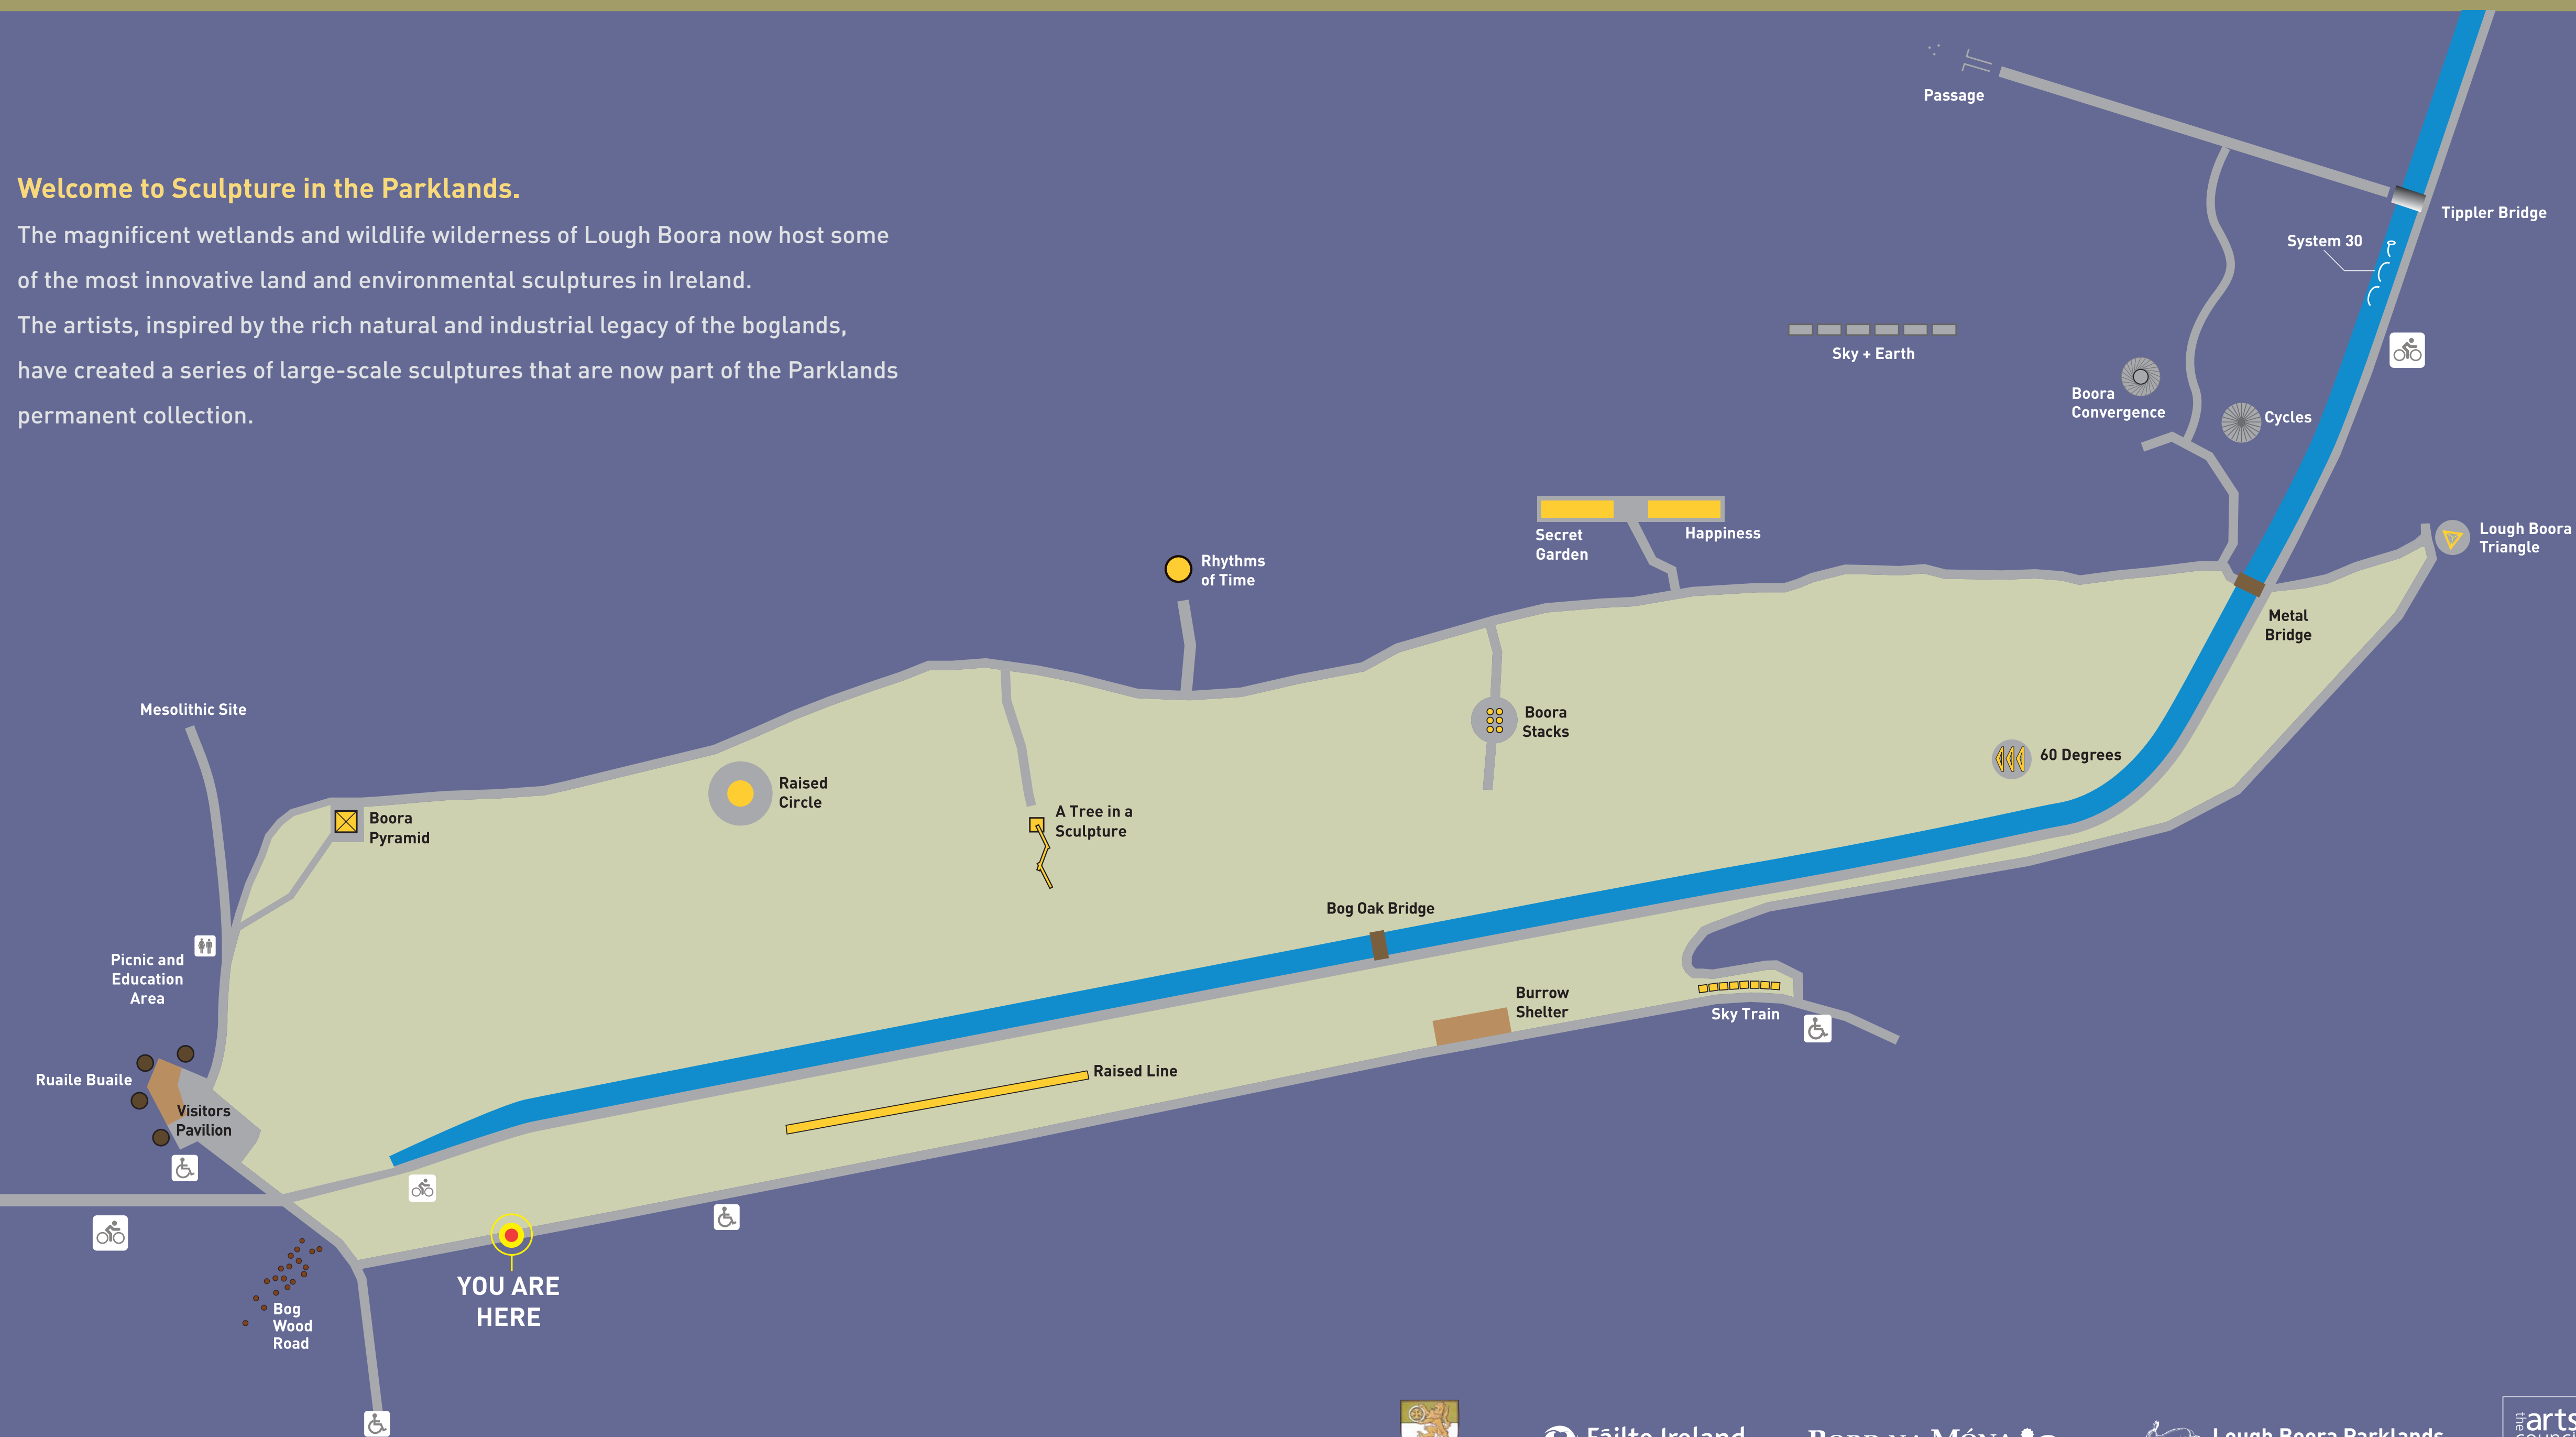 Welcome to Sculpture in the Parklands.
The magnificent wetlands and wildlife wilderness of Lough Boora now host some
of the most innovative land and environmental sculptures in Ireland.
The artists, inspired by the rich natural and industrial legacy of the boglands,
have created a series of large-scale sculptures that are now part of the Parklands
permanent collection.
Passage
Tippler Bridge
System 30
Sky + Earth
Boora
Convergence
Cycles
Lough Boora
Triangle
Secret
Garden
Happiness
Rhythms
of Time
Metal
Bridge
Mesolithic Site
Boora
Stacks
60 Degrees
Raised
Circle
A Tree in a
Sculpture
Boora
Pyramid
Bog Oak Bridge
Picnic and
Education
Area
Burrow
Shelter
Sky Train
Raised Line
Ruaile Buaile
Visitors
Pavilion
YOU ARE
HERE
Bog
Wood
Road
Fáilte Ireland
BORD NA MÓNA
Lough Boora Parklands
the arts
council